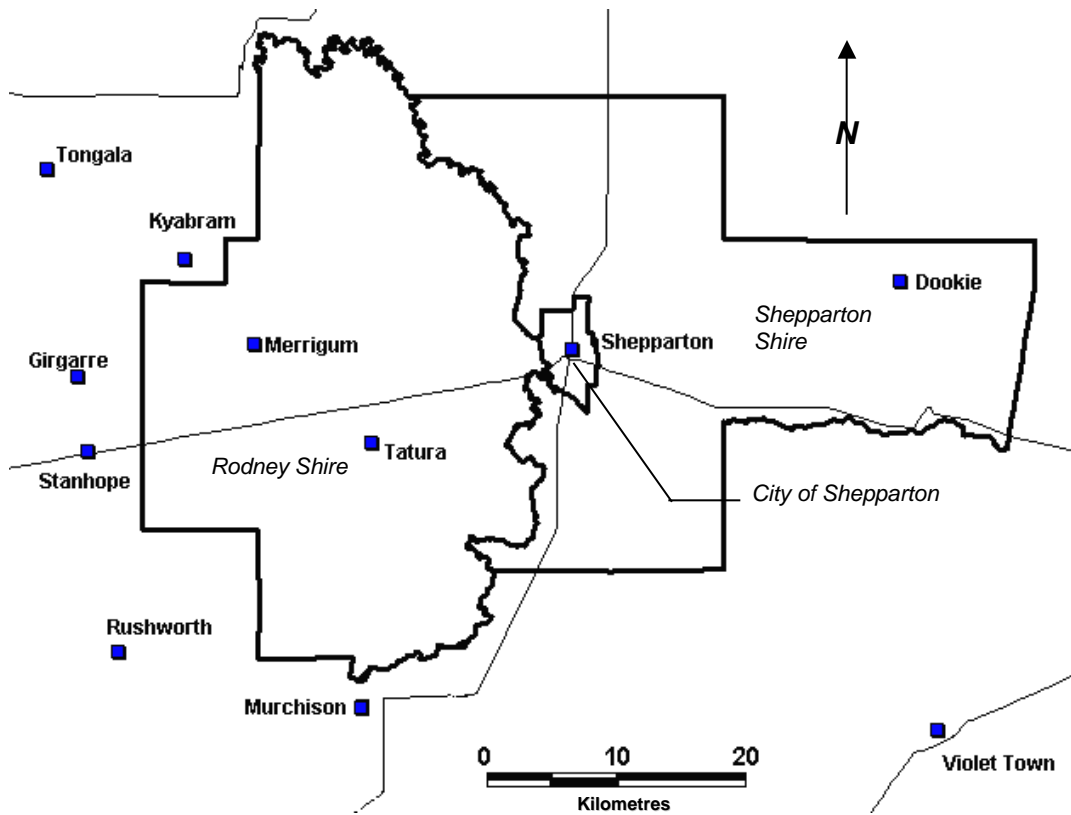 N
Tongala
Kyabram
Dookie
Shepparton
Shire
Shepparton
Merrigum
Girgarre
Tatura
Rodney Shire
Stanhope
City of Shepparton
Rushworth
Murchison
0 10 20
Kilometres
Violet Town